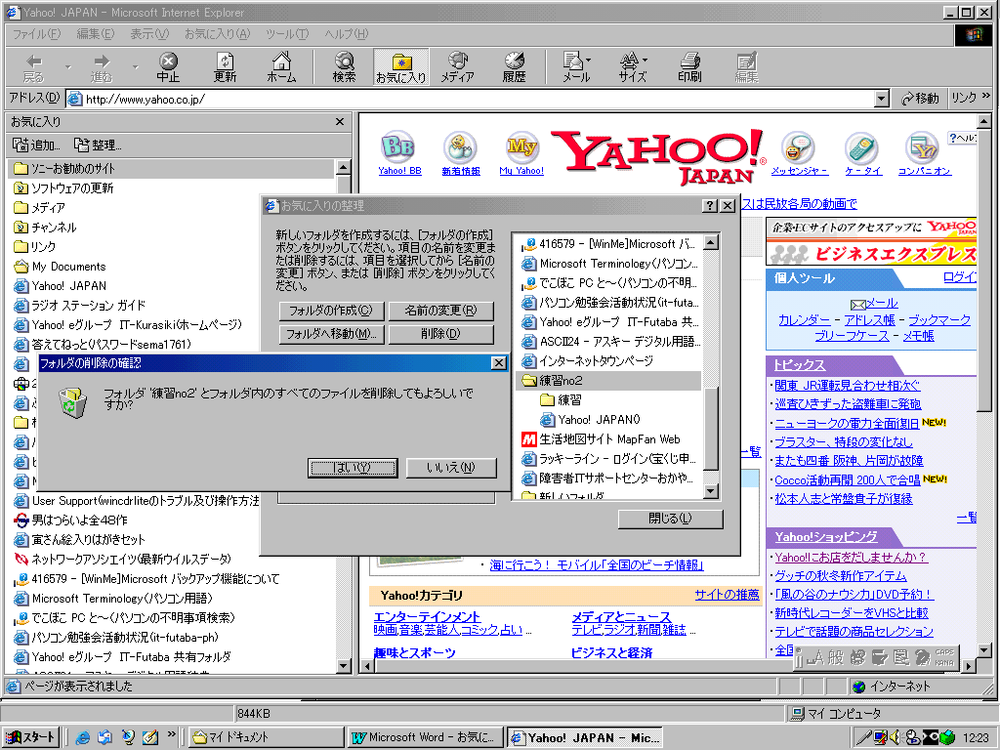 Yahoo! JAPAN - Microsoft Internet Explorer
ファイル(F) 編集(E) 表示(V) お気に入り(A) ツール(T) ヘルプ(H)
戻る 進む 中止 更新 ホーム 検索 お気に入り メディア 履歴 メール サイズ 印刷 編集
アドレス(D) http://www.yahoo.co.jp/ 移動 リンク »
お気に入り
追加... 整理...
ソニーお勧めのサイト
ソフトウェアの更新
メディア
チャンネル
リンク
My Documents
Yahoo! JAPAN
ラジオ ステーション ガイド
Yahoo! eグループ IT-Kurasiki(ホームページ)
答えてねっと(パスワードsema1761)
User Support(wincdrliteのトラブル及び操作方法
男はつらいよ全48作
寅さん絵入りはがきセット
ネットワークアソシエイツ(最新ウイルスデータ)
416579 - [WinMe]Microsoft バックアップ機能について
Microsoft Terminology(パソコン用語)
でこぽこ PC と～(パソコンの不明事項検索)
パソコン勉強会活動状況(it-futaba-ph)
Yahoo! eグループ IT-Futaba 共有フォルダ
Yahoo! BB 新着情報 My Yahoo! YAHOO! JAPAN メッセンジャー ケータイ コンパニオン ?ヘル
スは民放各局の動画で
企業・ECサイトのアクセスアップに YAHOO
ビジネスエクスプレス
個人ツール ログイン
メール
カレンダー - アドレス帳 - ブックマーク
ブリーフケース - メモ帳
トピックス
・関東 JR運転見合わせ相次ぐ
・巡査ひきずった盗難車に発砲
・ニューヨークの電力全面復旧 NEW!
・ブラスター、特段の変化なし
・またも四番 阪神、片岡が故障
・Cocco活動再開 200人で合唱 NEW!
・松本人志と常盤貴子が復縁
一覧
一覧
Yahoo!ショッピング
・Yahoo!にお店をだしませんか？
・グッチの秋冬新作アイテム
・「風の谷のナウシカ」DVD予約！
・新時代レコーダーをVHSと比較
・テレビで話題の商品セレクション
お気に入りの整理
新しいフォルダを作成するには、[フォルダの作成]
ボタンをクリックしてください。項目の名前を変更ま
たは削除するには、項目を選択してから [名前の
変更] ボタン、または [削除] ボタンをクリックしてく
ださい。
フォルダの作成(C) 名前の変更(R)
フォルダへ移動(M)... 削除(D)
416579 - [WinMe]Microsoft バ...
Microsoft Terminology(パソコン...
でこぽこ PC と～(パソコンの不明...
パソコン勉強会活動状況(it-futa...
Yahoo! eグループ IT-Futaba 共...
ASCII24 - アスキー デジタル用語...
インターネットタウンページ
練習no2
練習
Yahoo! JAPAN()
生活地図サイト MapFan Web
ラッキーライン - ログイン(宝くじ申...
障害者ITサポートセンターおかや...
新しいフォルダ
閉じる(L)
フォルダの削除の確認
フォルダ '練習no2' とフォルダ内のすべてのファイルを削除してもよろしいで
すか?
はい(Y) いいえ(N)
・海に行こう！ モバイル「全国のビーチ情報」
Yahoo!カテゴリ サイトの推薦
エンターテインメント
映画,音楽,芸能人,コミック,占い...
メディアとニュース
テレビ,ラジオ,新聞,雑誌...
趣味とスポーツ ビジネスと経済
A 般 CAPS KANA
ページが表示されました インターネット
844KB マイ コンピュータ
スタート » マイ ドキュメント Microsoft Word - お気に... Yahoo! JAPAN - Mic... 12:23